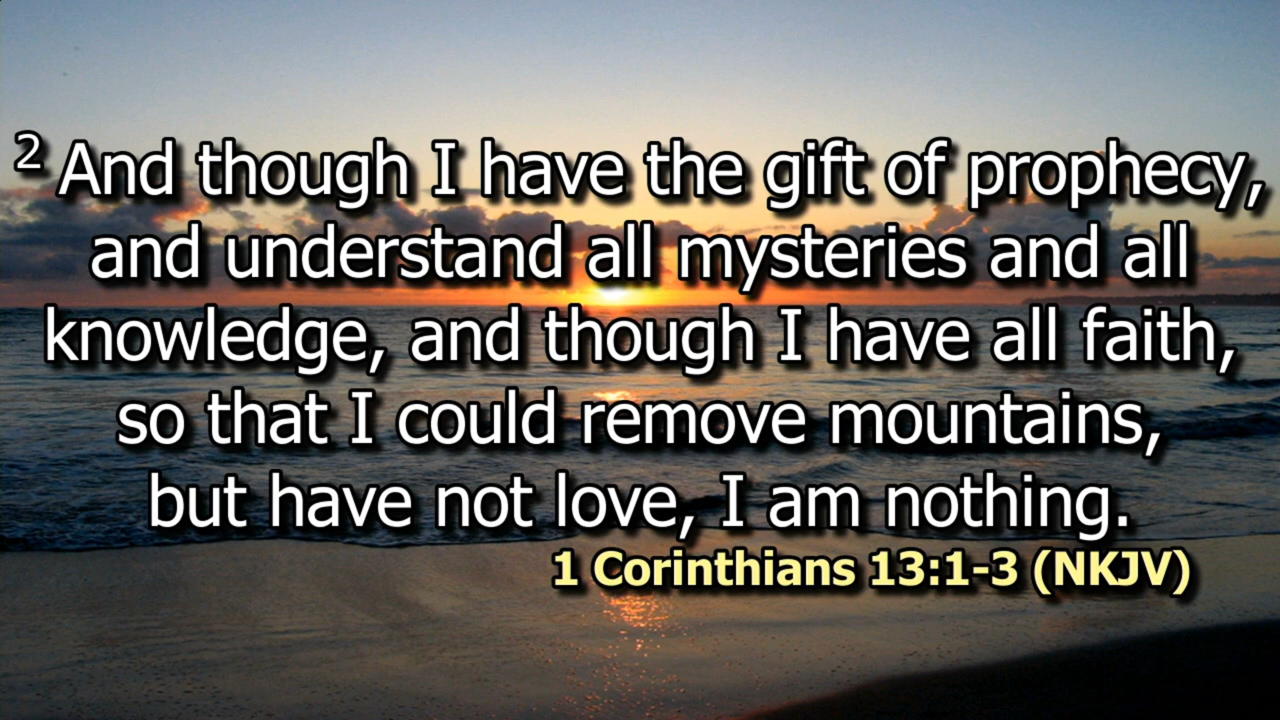 ² And though I have the gift of prophecy,
and understand all mysteries and all
knowledge, and though I have all faith,
so that I could remove mountains,
but have not love, I am nothing.
1 Corinthians 13:1-3 (NKJV)